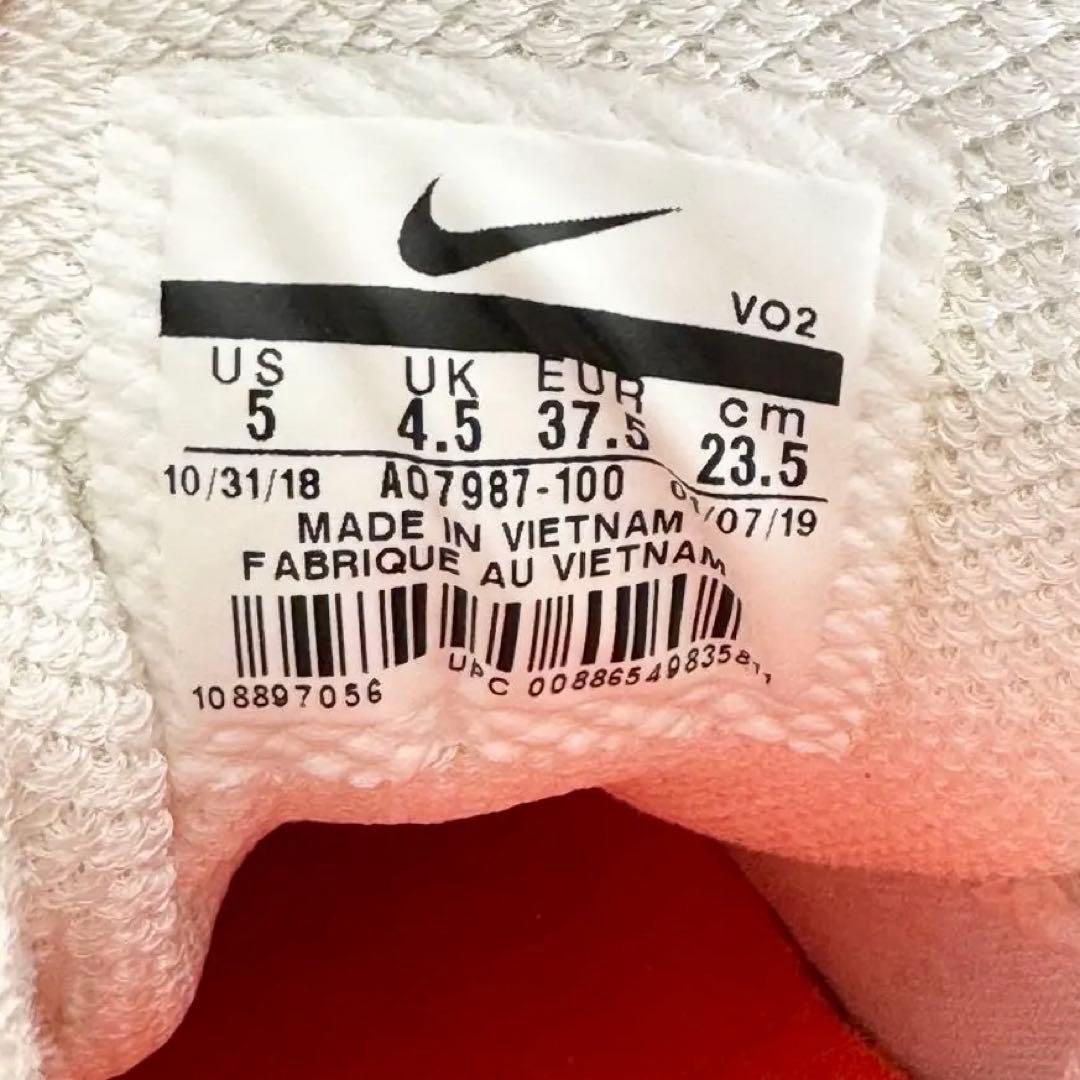 VO2
US UK EUR cm
5 4.5 37.5 23.5
10/31/18 AO7987-100 01/07/19
MADE IN VIETNAM
FABRIQUE AU VIETNAM
108897056 UPC